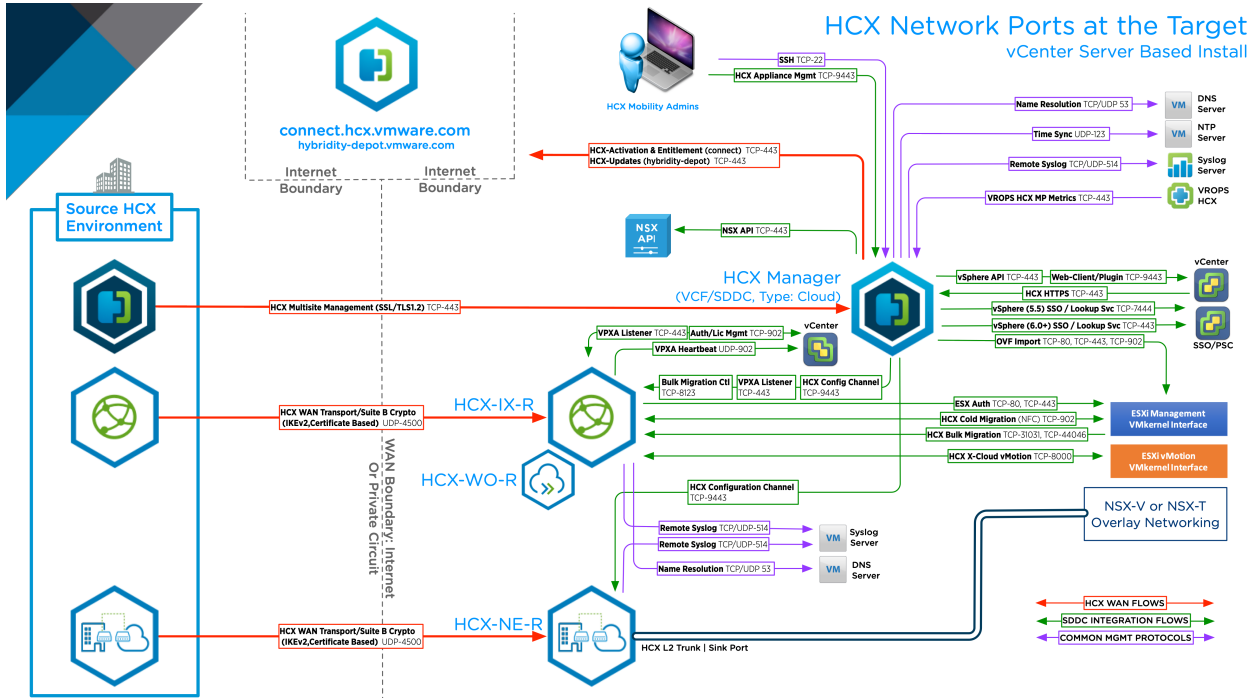 HCX Network Ports at the Target
vCenter Server Based Install
connect.hcx.vmware.com
hybridity-depot.vmware.com
Internet
Boundary
Internet
Boundary
HCX Mobility Admins
SSH TCP-22
HCX Appliance Mgmt TCP-9443
Name Resolution TCP/UDP 53
VM
DNS
Server
Time Sync UDP-123
VM
NTP
Server
Remote Syslog TCP/UDP-514
Syslog
Server
VROPS HCX MP Metrics TCP-443
VROPS
HCX
HCX-Activation & Entitlement (connect) TCP-443
HCX-Updates (hybridity-depot) TCP-443
Source HCX
Environment
NSX
API
NSX API TCP-443
HCX Manager
(VCF/SDDC, Type: Cloud)
HCX Multisite Management (SSL/TLS1.2) TCP-443
vSphere API TCP-443
Web-Client/Plugin TCP-9443
vCenter
HCX HTTPS TCP-443
vSphere (5.5) SSO / Lookup Svc TCP-7444
vSphere (6.0+) SSO / Lookup Svc TCP-443
SSO/PSC
OVF Import TCP-80, TCP-443, TCP-902
VPXA Listener TCP-443
Auth/Lic Mgmt TCP-902
vCenter
VPXA Heartbeat UDP-902
Bulk Migration Ctl
TCP-8123
VPXA Listener
TCP-443
HCX Config Channel
TCP-9443
HCX-IX-R
HCX WAN Transport/Suite B Crypto
(IKEv2,Certificate Based) UDP-4500
ESX Auth TCP-80, TCP-443
HCX Cold Migration (NFC) TCP-902
HCX Bulk Migration TCP-31031, TCP-44046
ESXi Management
VMkernel Interface
HCX X-Cloud vMotion TCP-8000
ESXi vMotion
VMkernel Interface
HCX-WO-R
WAN Boundary: Internet
Or Private Circuit
HCX Configuration Channel
TCP-9443
NSX-V or NSX-T
Overlay Networking
Remote Syslog TCP/UDP-514
Remote Syslog TCP/UDP-514
VM
Syslog
Server
Name Resolution TCP/UDP 53
VM
DNS
Server
HCX-NE-R
HCX WAN Transport/Suite B Crypto
(IKEv2,Certificate Based) UDP-4500
HCX L2 Trunk | Sink Port
HCX WAN FLOWS
SDDC INTEGRATION FLOWS
COMMON MGMT PROTOCOLS